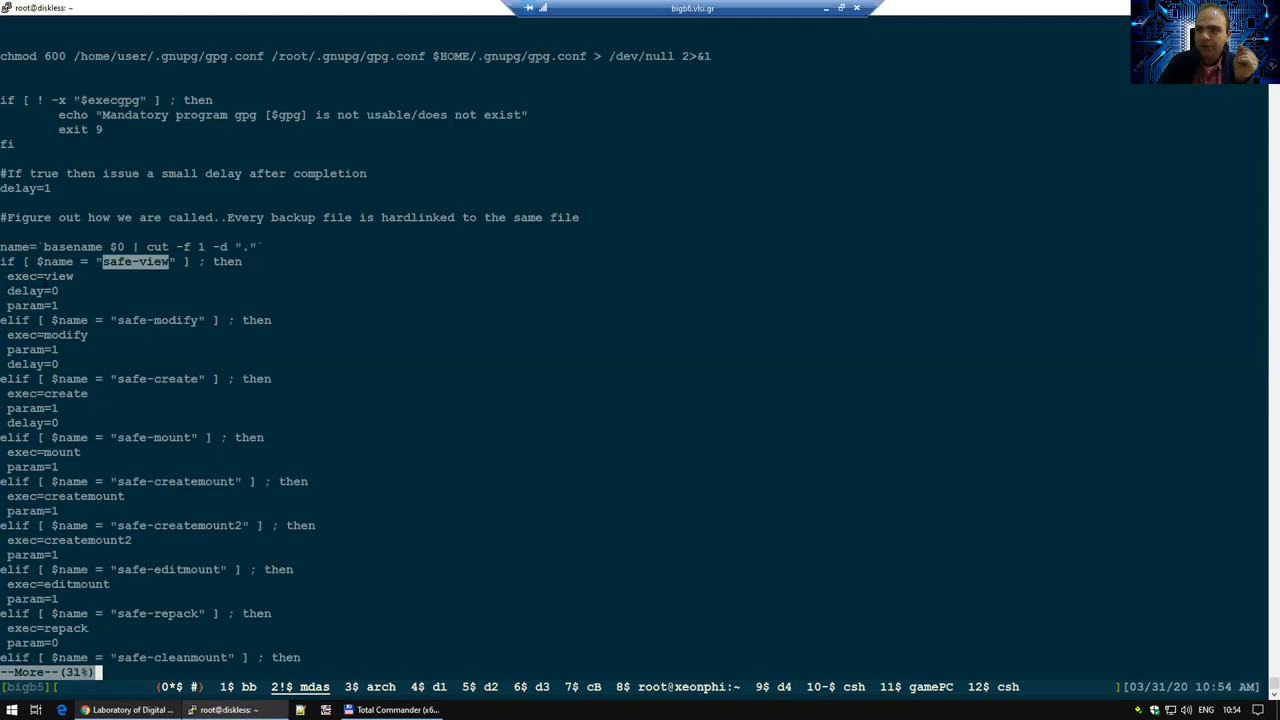 root@diskless: ~
bigb6.vlsi.gr
chmod 600 /home/user/.gnupg/gpg.conf /root/.gnupg/gpg.conf $HOME/.gnupg/gpg.conf > /dev/null 2>&1
if [ ! -x "$execgpg" ] ; then
echo "Mandatory program gpg [$gpg] is not usable/does not exist"
exit 9
fi
#If true then issue a small delay after completion
delay=1
#Figure out how we are called..Every backup file is hardlinked to the same file
name=`basename $0 | cut -f 1 -d "."`
if [ $name = "safe-view" ] ; then
exec=view
delay=0
param=1
elif [ $name = "safe-modify" ] ; then
exec=modify
param=1
delay=0
elif [ $name = "safe-create" ] ; then
exec=create
param=1
delay=0
elif [ $name = "safe-mount" ] ; then
exec=mount
param=1
elif [ $name = "safe-createmount" ] ; then
exec=createmount
param=1
elif [ $name = "safe-createmount2" ] ; then
exec=createmount2
param=1
elif [ $name = "safe-editmount" ] ; then
exec=editmount
param=1
elif [ $name = "safe-repack" ] ; then
exec=repack
param=0
elif [ $name = "safe-cleanmount" ] ; then
--More--(31%)
[bigb5][ (0*$ #) 1$ bb 2!$ mdas 3$ arch 4$ d1 5$ d2 6$ d3 7$ cB 8$ root@xeonphi:~ 9$ d4 10-$ csh 11$ gamePC 12$ csh ][03/31/20 10:54 AM ]
Laboratory of Digital ... root@diskless: ~ Total Commander (x6... ENG 10:54